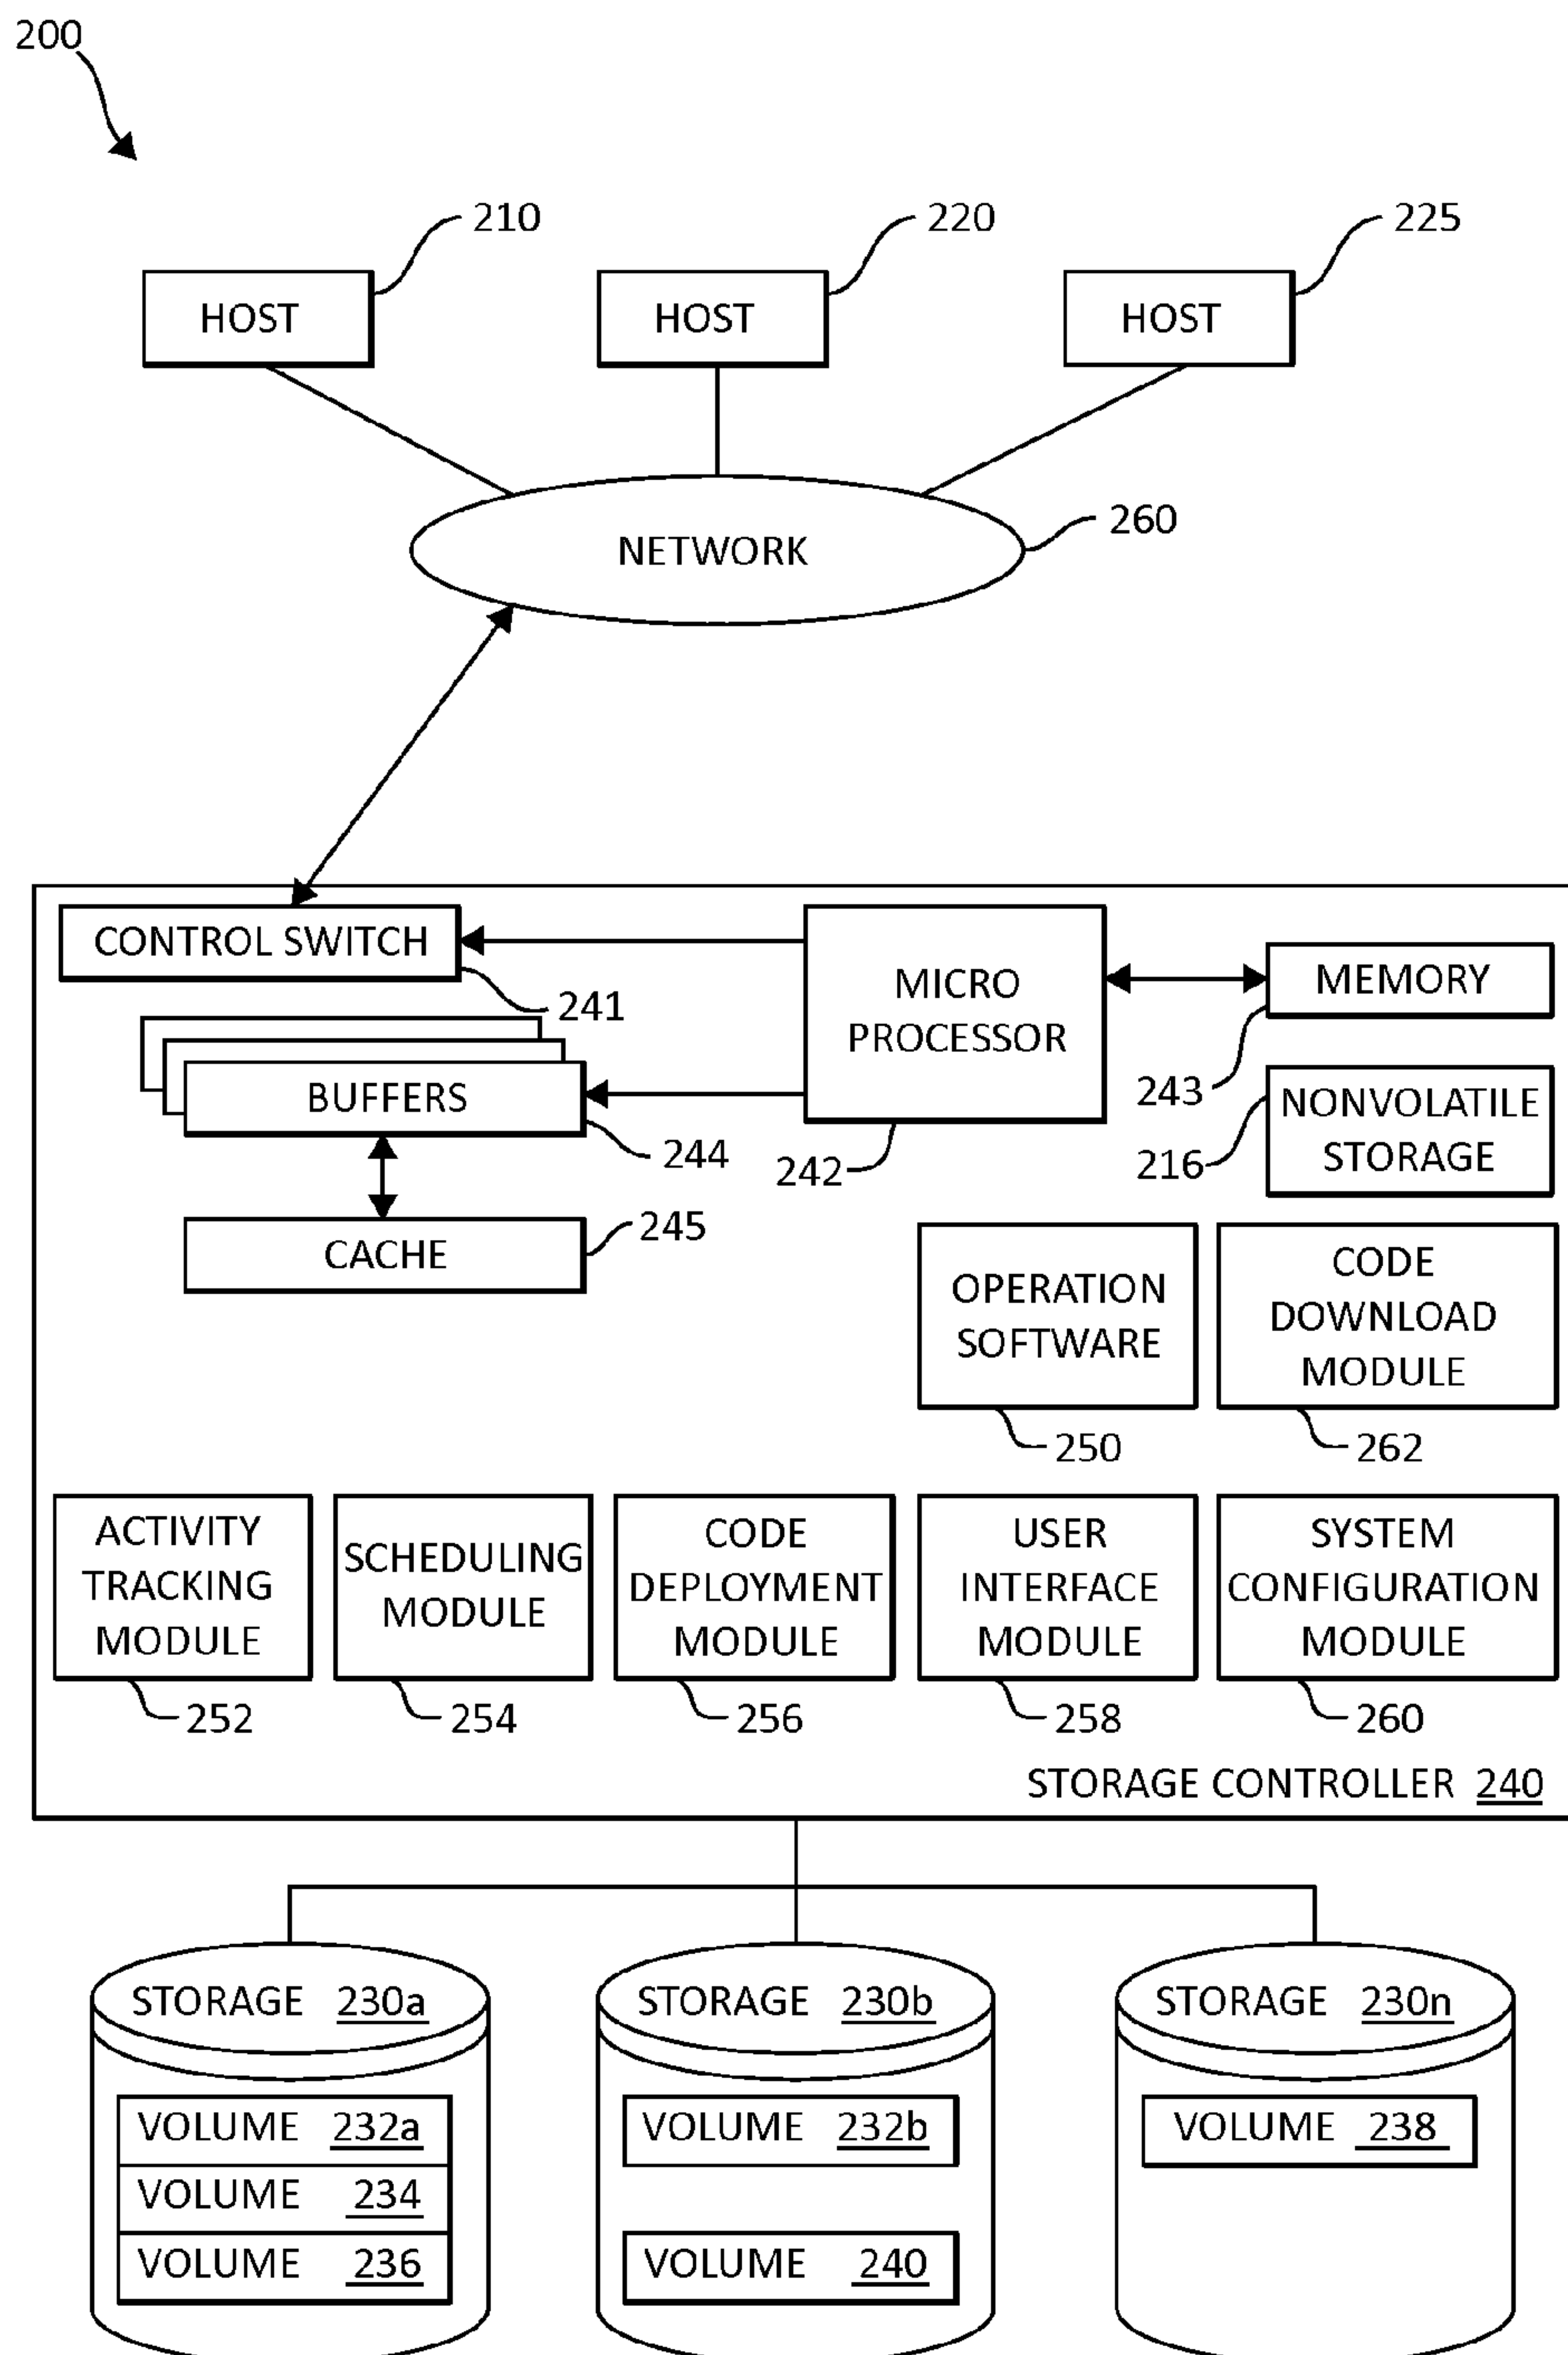 200
210
220
225
HOST
HOST
HOST
260
NETWORK
CONTROL SWITCH
241
MICRO
PROCESSOR
242
MEMORY
243
BUFFERS
244
NONVOLATILE
STORAGE
216
CACHE
245
OPERATION
SOFTWARE
250
CODE
DOWNLOAD
MODULE
262
ACTIVITY
TRACKING
MODULE
252
SCHEDULING
MODULE
254
CODE
DEPLOYMENT
MODULE
256
USER
INTERFACE
MODULE
258
SYSTEM
CONFIGURATION
MODULE
260
STORAGE CONTROLLER 240
STORAGE 230a
VOLUME 232a
VOLUME 234
VOLUME 236
STORAGE 230b
VOLUME 232b
VOLUME 240
STORAGE 230n
VOLUME 238